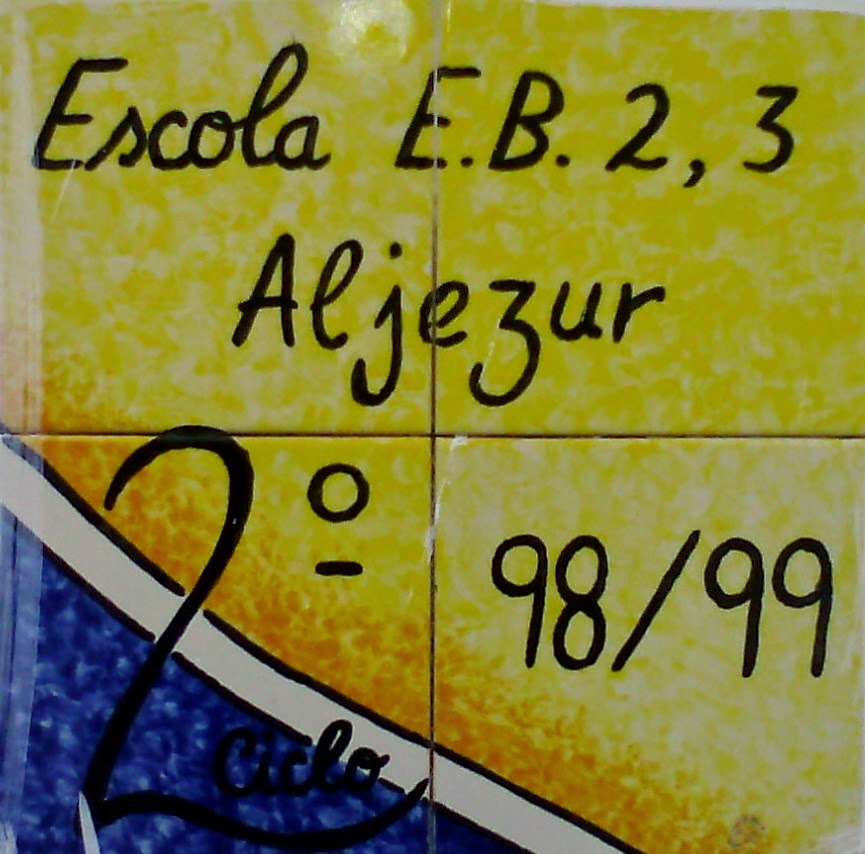 Escola E.B. 2, 3
Aljezur
2º
98/99
Ciclo